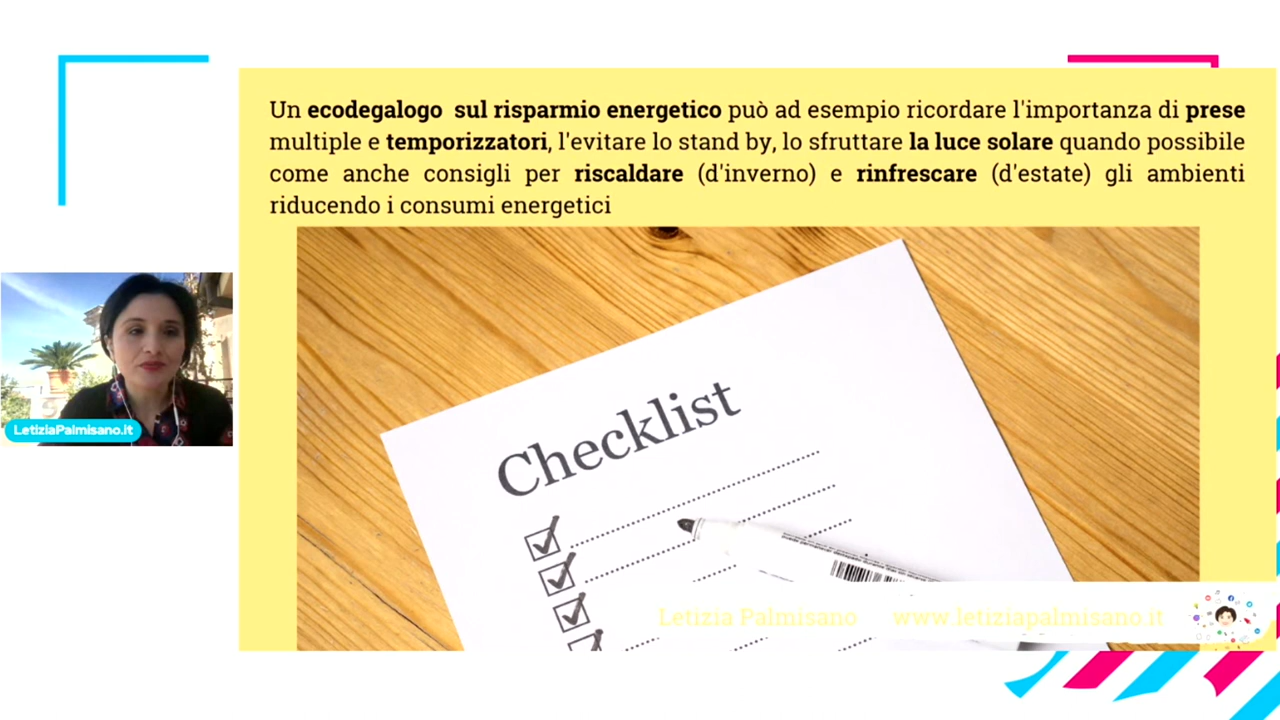 Un ecodegalogo sul risparmio energetico può ad esempio ricordare l'importanza di prese
multiple e temporizzatori, l'evitare lo stand by, lo sfruttare la luce solare quando possibile
come anche consigli per riscaldare (d'inverno) e rinfrescare (d'estate) gli ambienti
riducendo i consumi energetici
LetiziaPalmisano.it
Checklist
Letizia Palmisano www.letiziapalmisano.it